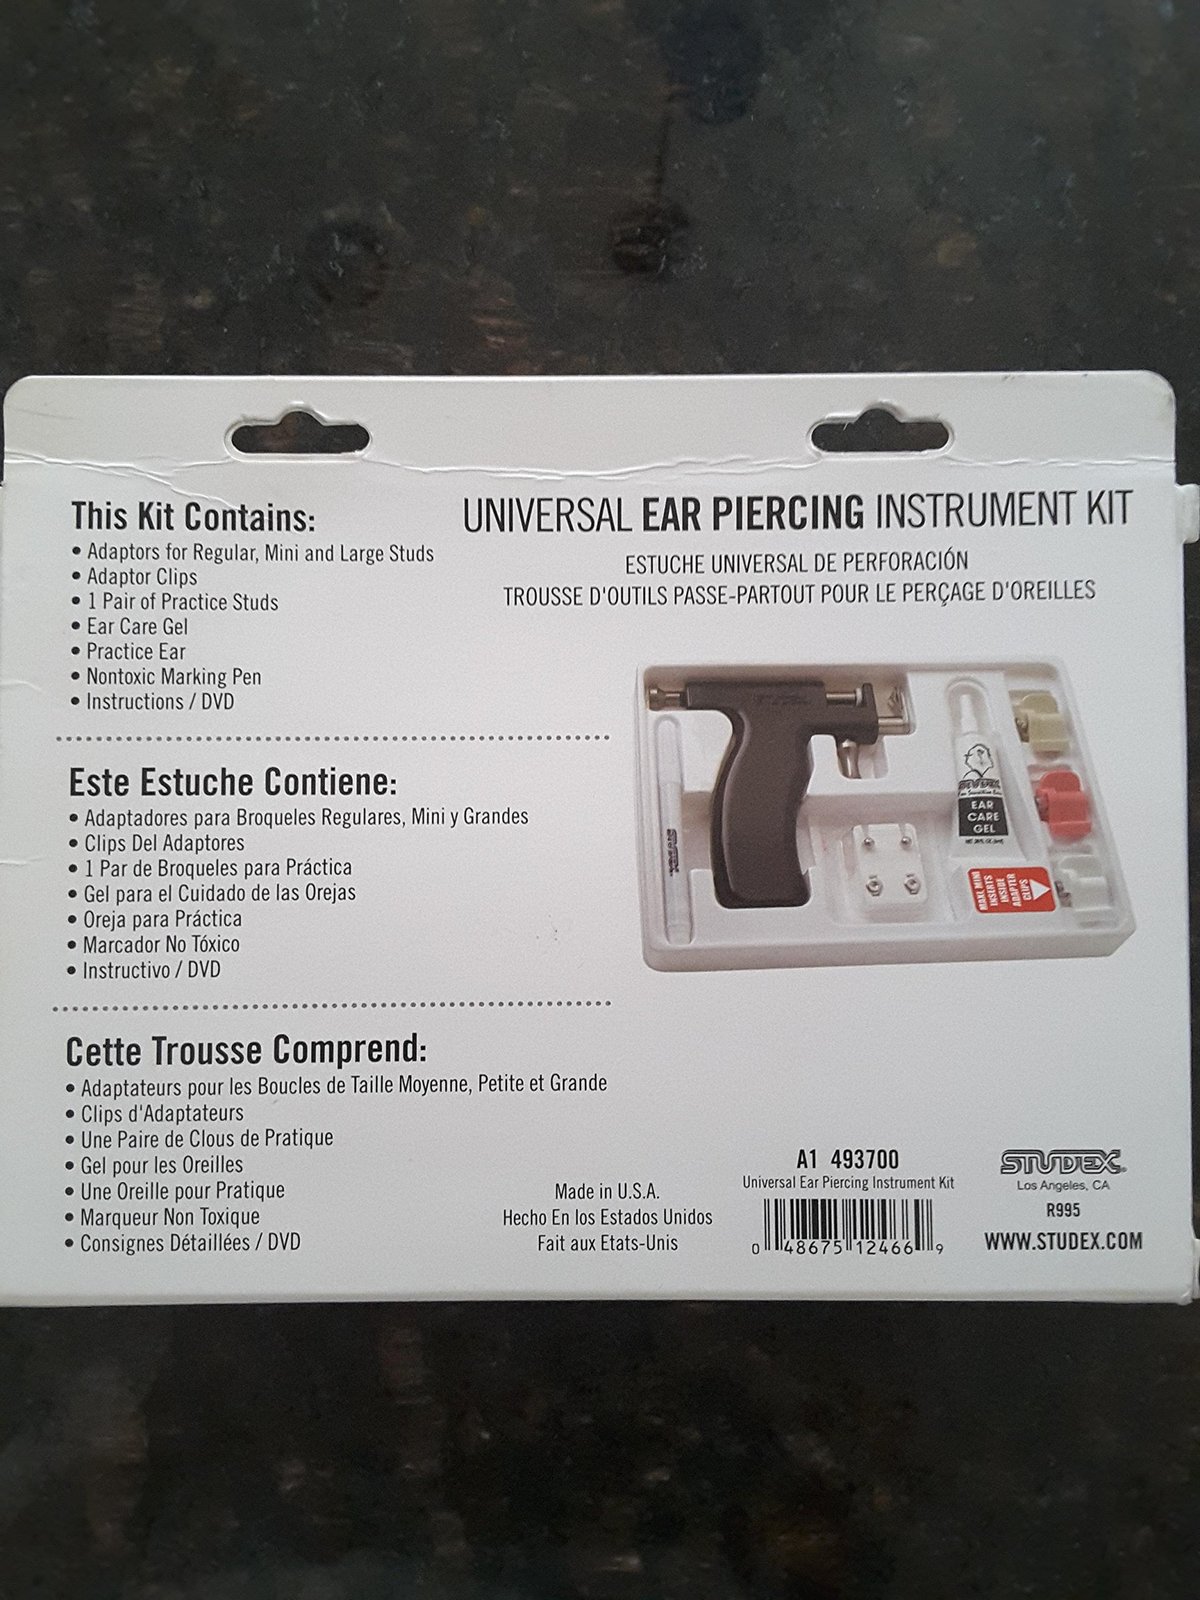 This Kit Contains:
• Adaptors for Regular, Mini and Large Studs
• Adaptor Clips
• 1 Pair of Practice Studs
• Ear Care Gel
• Practice Ear
• Nontoxic Marking Pen
• Instructions / DVD
Este Estuche Contiene:
• Adaptadores para Broqueles Regulares, Mini y Grandes
• Clips Del Adaptores
• 1 Par de Broqueles para Práctica
• Gel para el Cuidado de las Orejas
• Oreja para Práctica
• Marcador No Tóxico
• Instructivo / DVD
Cette Trousse Comprend:
• Adaptateurs pour les Boucles de Taille Moyenne, Petite et Grande
• Clips d'Adaptateurs
• Une Paire de Clous de Pratique
• Gel pour les Oreilles
• Une Oreille pour Pratique
• Marqueur Non Toxique
• Consignes Détaillées / DVD
UNIVERSAL EAR PIERCING INSTRUMENT KIT
ESTUCHE UNIVERSAL DE PERFORACIÓN
TROUSSE D'OUTILS PASSE-PARTOUT POUR LE PERÇAGE D'OREILLES
STUDEX
STUDEX
EAR
CARE
GEL
MINI
INSERTS
INSIDE
ADAPTER
CLIPS
Made in U.S.A.
Hecho En los Estados Unidos
Fait aux Etats-Unis
A1 493700
Universal Ear Piercing Instrument Kit
0 48675 12466 9
STUDEX®
Los Angeles, CA
R995
WWW.STUDEX.COM